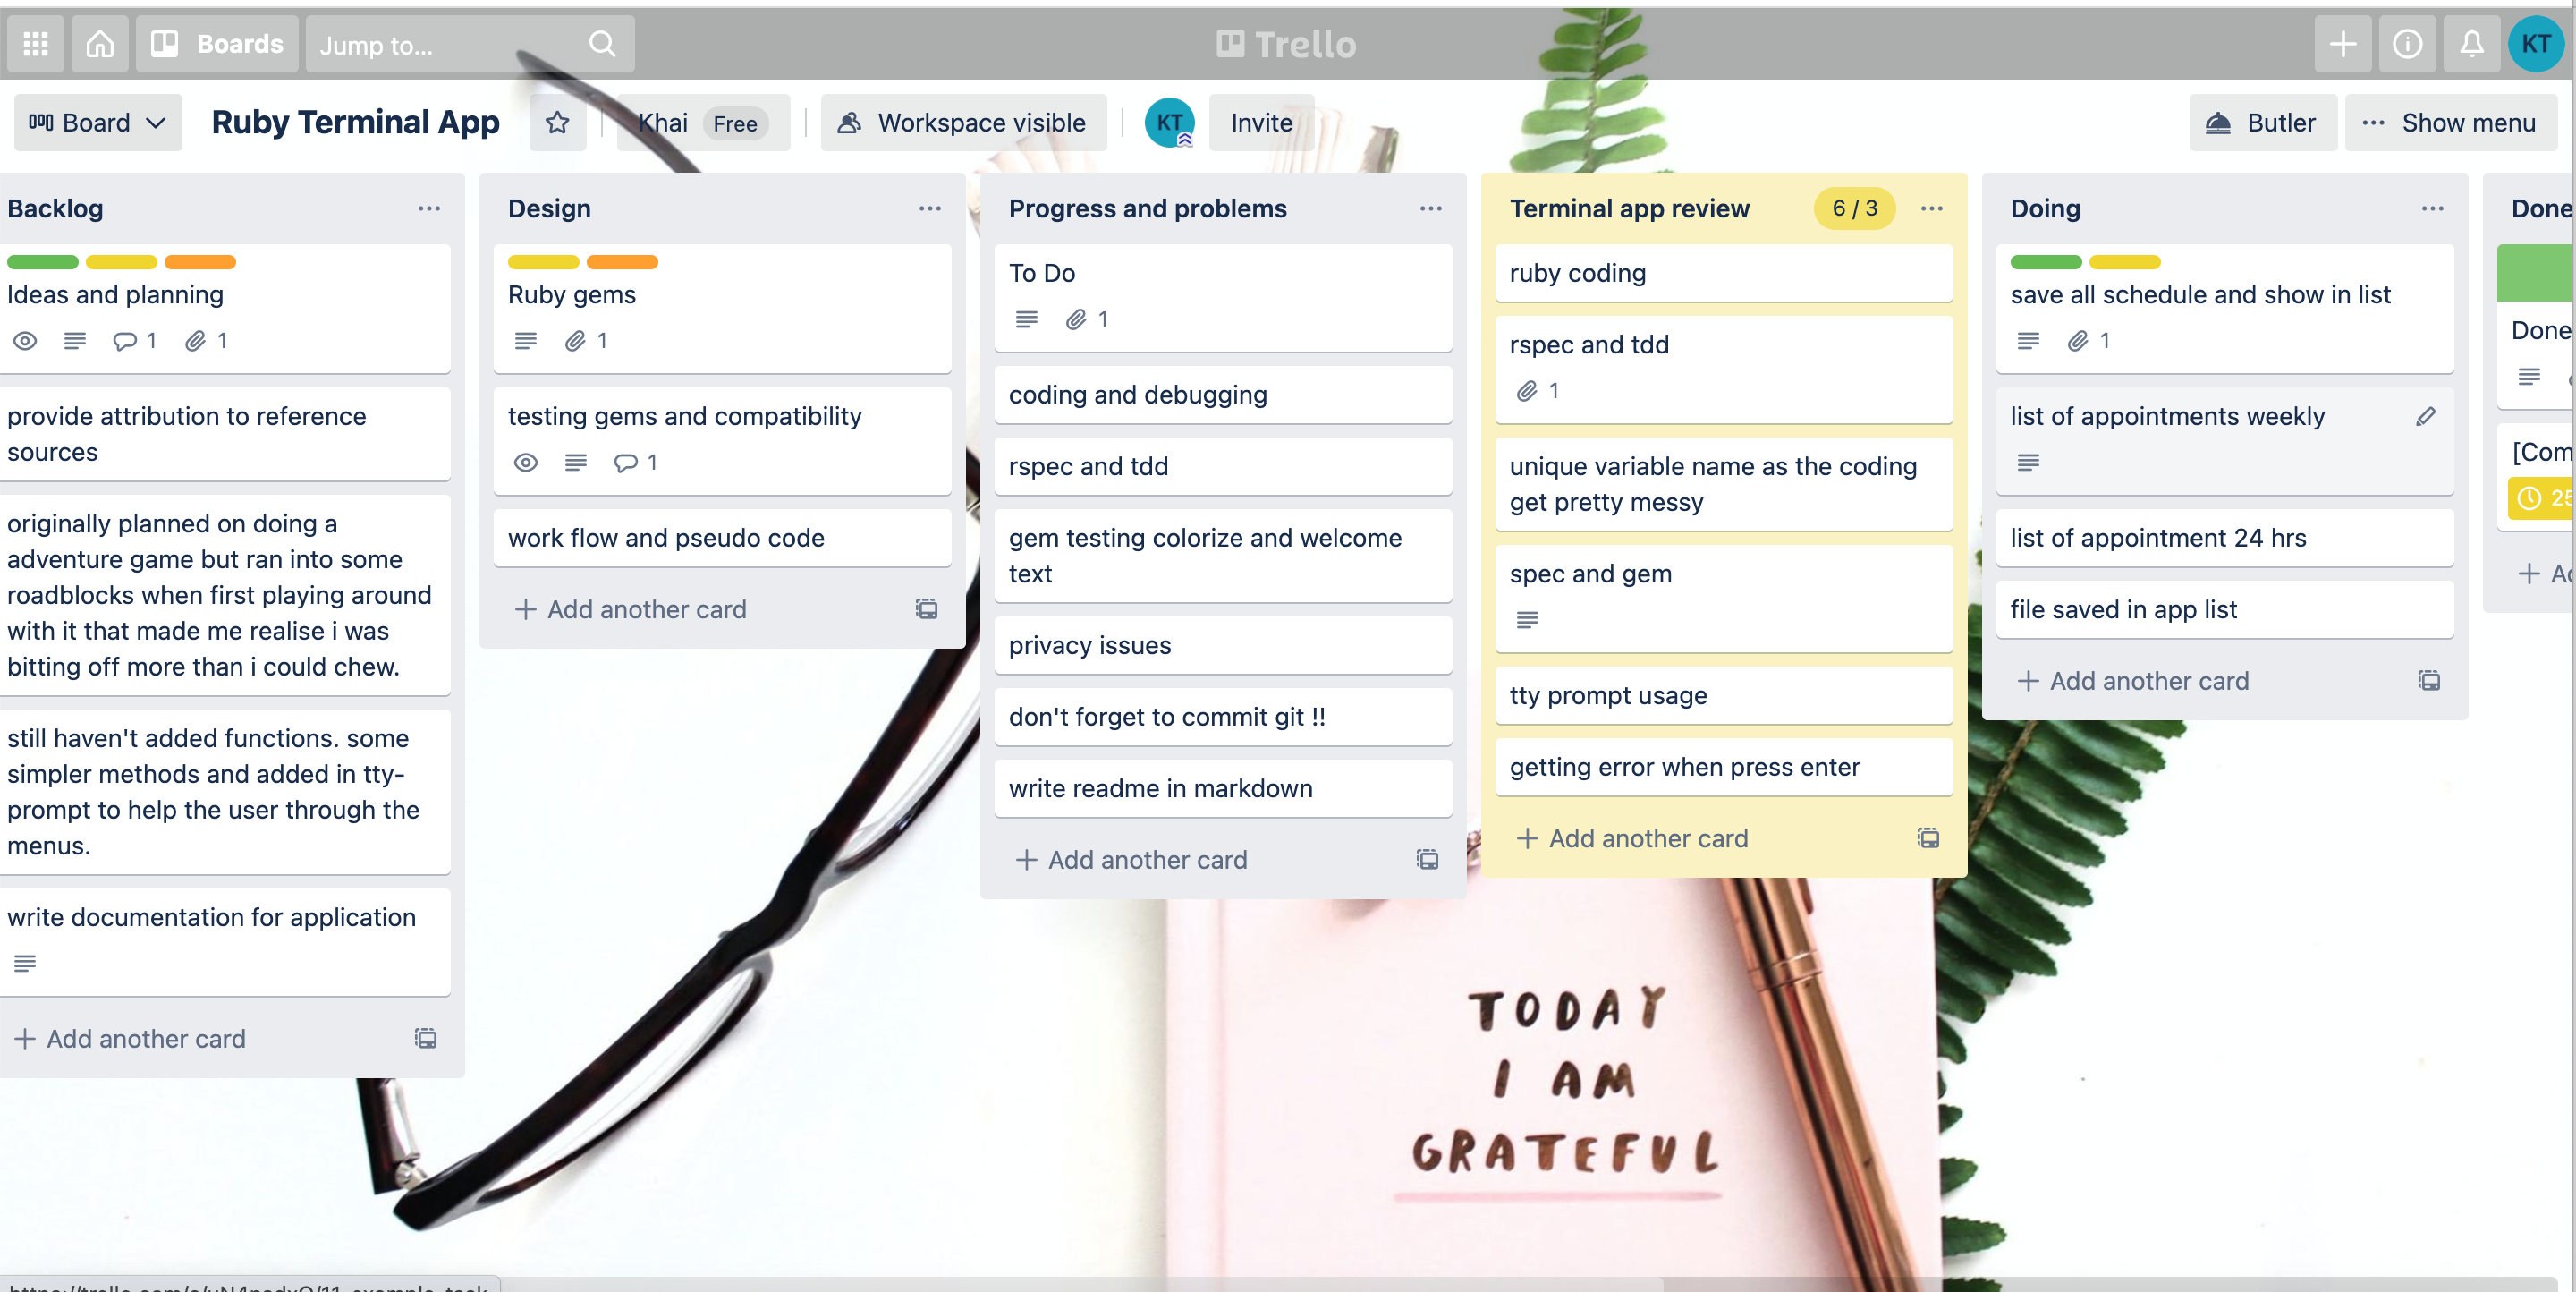 Boards
Jump to...
Trello
KT
Board
Ruby Terminal App
Khai Free
Workspace visible
KT
Invite
Butler
Show menu
Backlog
Ideas and planning
1 1
provide attribution to reference
sources
originally planned on doing a
adventure game but ran into some
roadblocks when first playing around
with it that made me realise i was
bitting off more than i could chew.
still haven't added functions. some
simpler methods and added in tty-
prompt to help the user through the
menus.
write documentation for application
+ Add another card
Design
Ruby gems
1
testing gems and compatibility
1
work flow and pseudo code
+ Add another card
Progress and problems
To Do
1
coding and debugging
rspec and tdd
gem testing colorize and welcome
text
privacy issues
don't forget to commit git !!
write readme in markdown
+ Add another card
Terminal app review 6 / 3
ruby coding
rspec and tdd
1
unique variable name as the coding
get pretty messy
spec and gem
tty prompt usage
getting error when press enter
+ Add another card
Doing
save all schedule and show in list
1
list of appointments weekly
list of appointment 24 hrs
file saved in app list
+ Add another card
Done
Done
[Com
25
+ Ad
TODAY
I AM
GRATEFUL